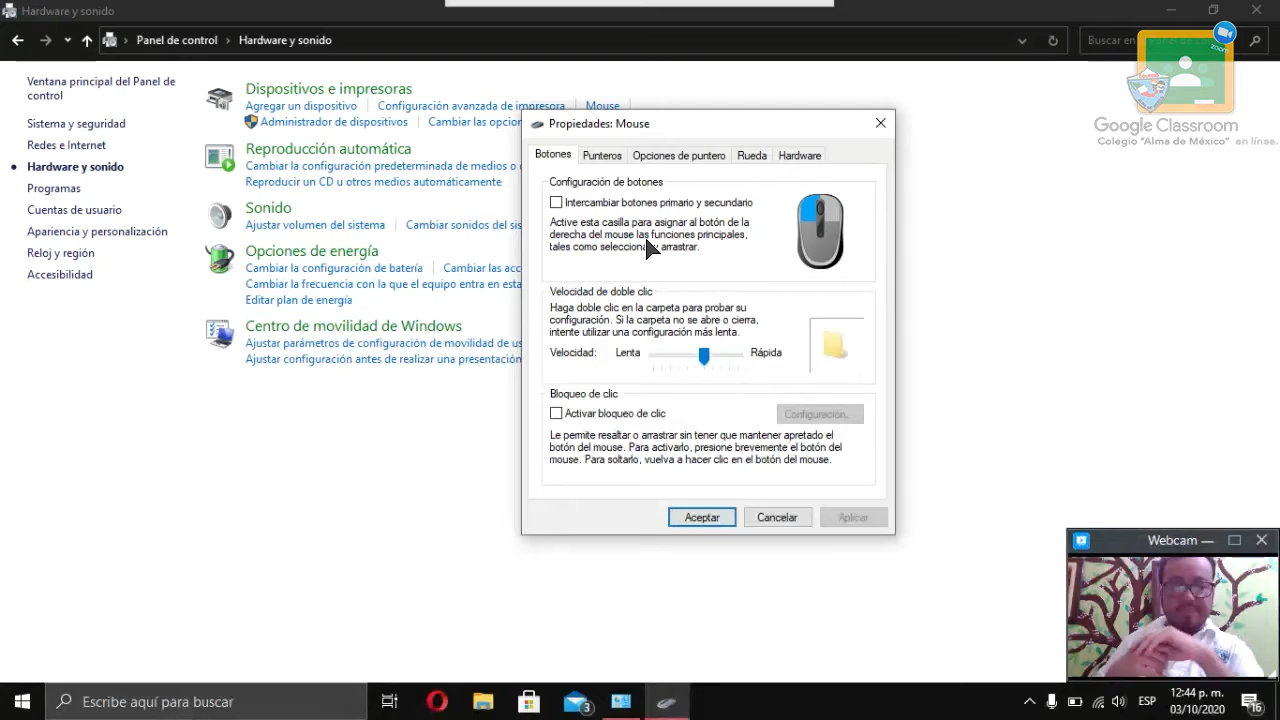 Hardware y sonido
Panel de control
Hardware y sonido
Buscar en Panel de control
zoom
COLEGIO
Google Classroom
Colegio "Alma de México" en línea.
Ventana principal del Panel de
control
Sistema y seguridad
Redes e Internet
Hardware y sonido
Programas
Cuentas de usuario
Apariencia y personalización
Reloj y región
Accesibilidad
Dispositivos e impresoras
Agregar un dispositivo
Configuración avanzada de impresora
Mouse
Administrador de dispositivos
Cambiar las opcion
Reproducción automática
Cambiar la configuración predeterminada de medios o
Reproducir un CD u otros medios automáticamente
Sonido
Ajustar volumen del sistema
Cambiar sonidos del sis
Opciones de energía
Cambiar la configuración de batería
Cambiar las acc
Cambiar la frecuencia con la que el equipo entra en esta
Editar plan de energía
Centro de movilidad de Windows
Ajustar parámetros de configuración de movilidad de us
Ajustar configuración antes de realizar una presentación
Propiedades: Mouse
Botones
Punteros
Opciones de puntero
Rueda
Hardware
Configuración de botones
Intercambiar botones primario y secundario
Active esta casilla para asignar al botón de la
derecha del mouse las funciones principales,
tales como seleccionar y arrastrar.
Velocidad de doble clic
Haga doble clic en la carpeta para probar su
configuración. Si la carpeta no se abre o cierra,
intente utilizar una configuración más lenta.
Velocidad:
Lenta
Rápida
Bloqueo de clic
Activar bloqueo de clic
Configuración...
Le permite resaltar o arrastrar sin tener que mantener apretado el
botón del mouse. Para activarlo, presione brevemente el botón del
mouse. Para soltarlo, vuelva a hacer clic en el botón del mouse.
Aceptar
Cancelar
Aplicar
Webcam
Escribe aquí para buscar
3
ESP
12:44 p. m.
03/10/2020
16